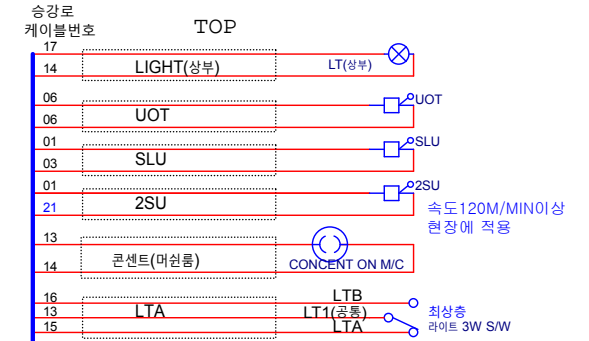 승강로
케이블번호
TOP
17
14
LIGHT(상부)
LT(상부)
06
06
UOT
UOT
01
03
SLU
SLU
01
21
2SU
2SU
속도120M/MIN이상
현장에 적용
13
14
콘센트(머쉰룸)
CONCENT ON M/C
16
13
15
LTA
LTB
LT1(공통)
LTA
최상층
라이트 3W S/W